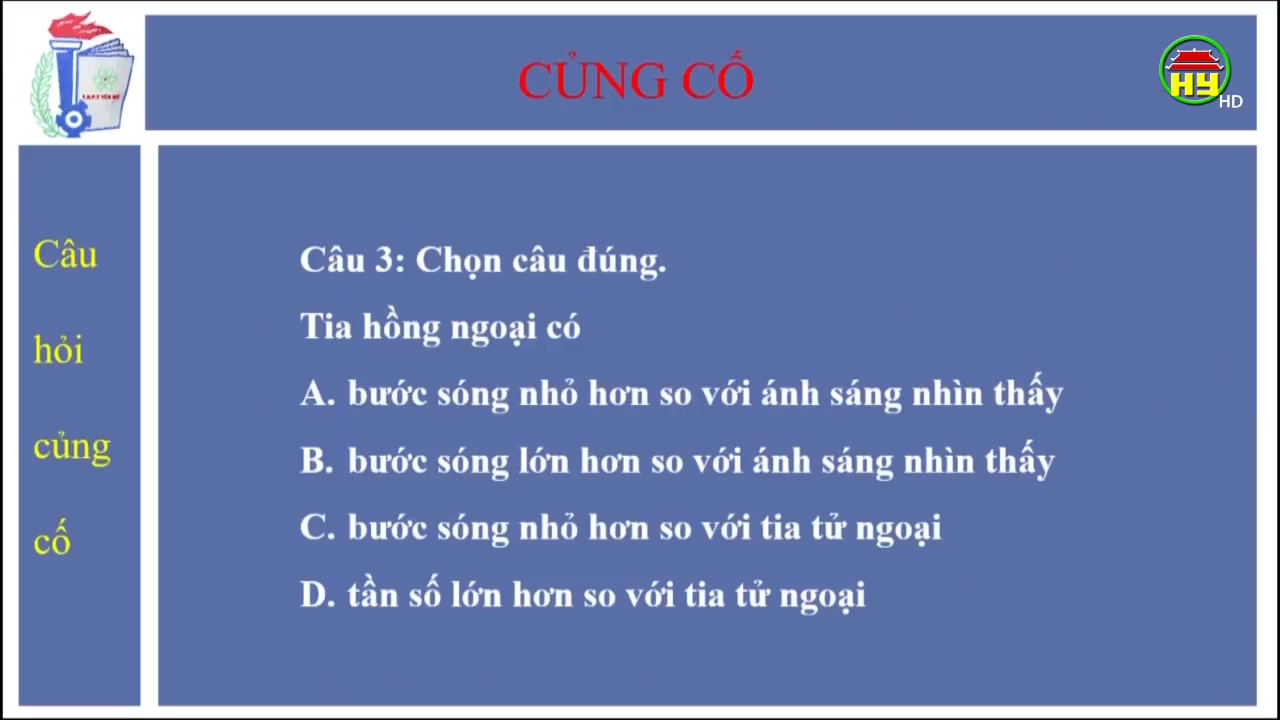 CỦNG CỐ
HY
HD
Câu
hỏi
củng
cố
Câu 3: Chọn câu đúng.
Tia hồng ngoại có
A. bước sóng nhỏ hơn so với ánh sáng nhìn thấy
B. bước sóng lớn hơn so với ánh sáng nhìn thấy
C. bước sóng nhỏ hơn so với tia tử ngoại
D. tần số lớn hơn so với tia tử ngoại